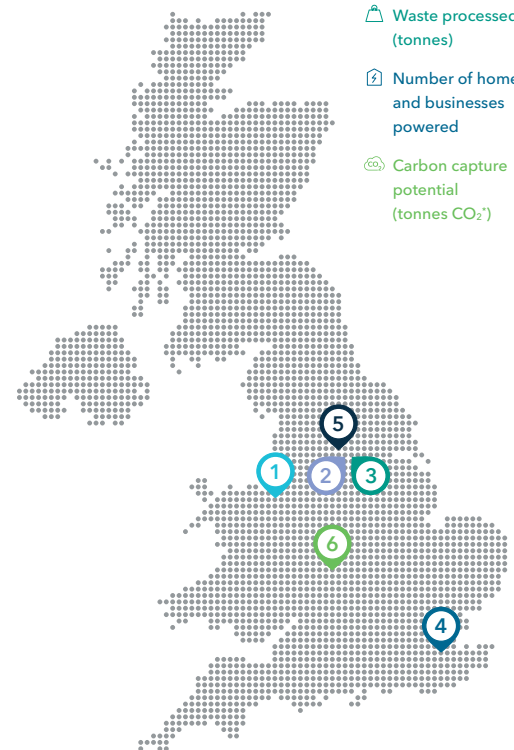 Waste processed
(tonnes)
Number of home
and businesses
powered
CO₂
Carbon capture
potential
(tonnes CO₂*)
5
1
2
3
6
4